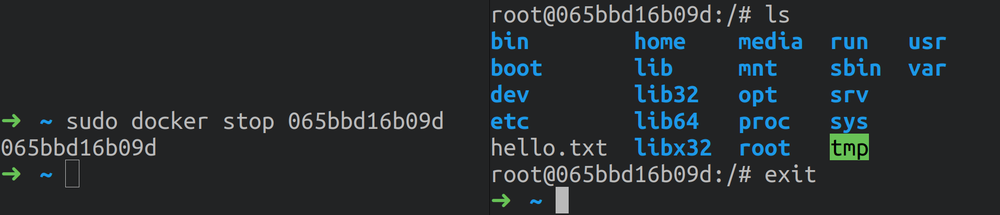 ➜ ~ sudo docker stop 065bbd16b09d
065bbd16b09d
➜ ~
root@065bbd16b09d:/# ls
bin home media run usr
boot lib mnt sbin var
dev lib32 opt srv
etc lib64 proc sys
hello.txt libx32 root tmp
root@065bbd16b09d:/# exit
➜ ~